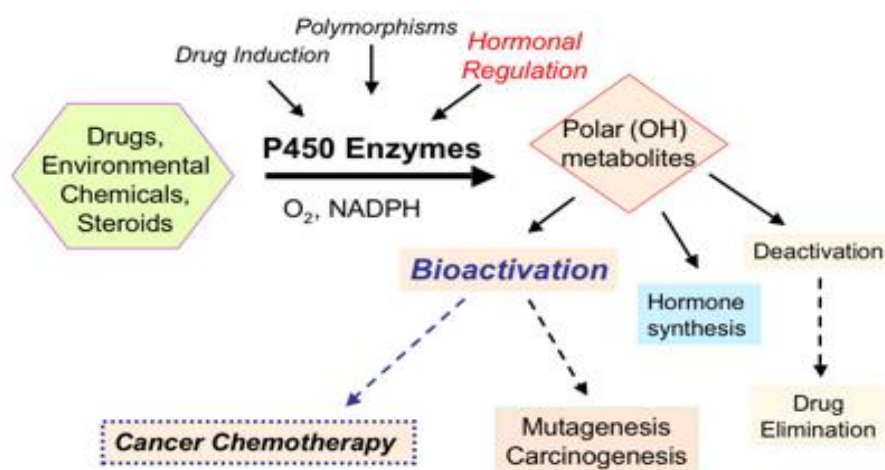 Polymorphisms
Drug Induction
Hormonal
Regulation
Drugs,
Environmental
Chemicals,
Steroids
P450 Enzymes
O₂, NADPH
Polar (OH)
metabolites
Bioactivation
Hormone
synthesis
Deactivation
Cancer Chemotherapy
Mutagenesis
Carcinogenesis
Drug
Elimination